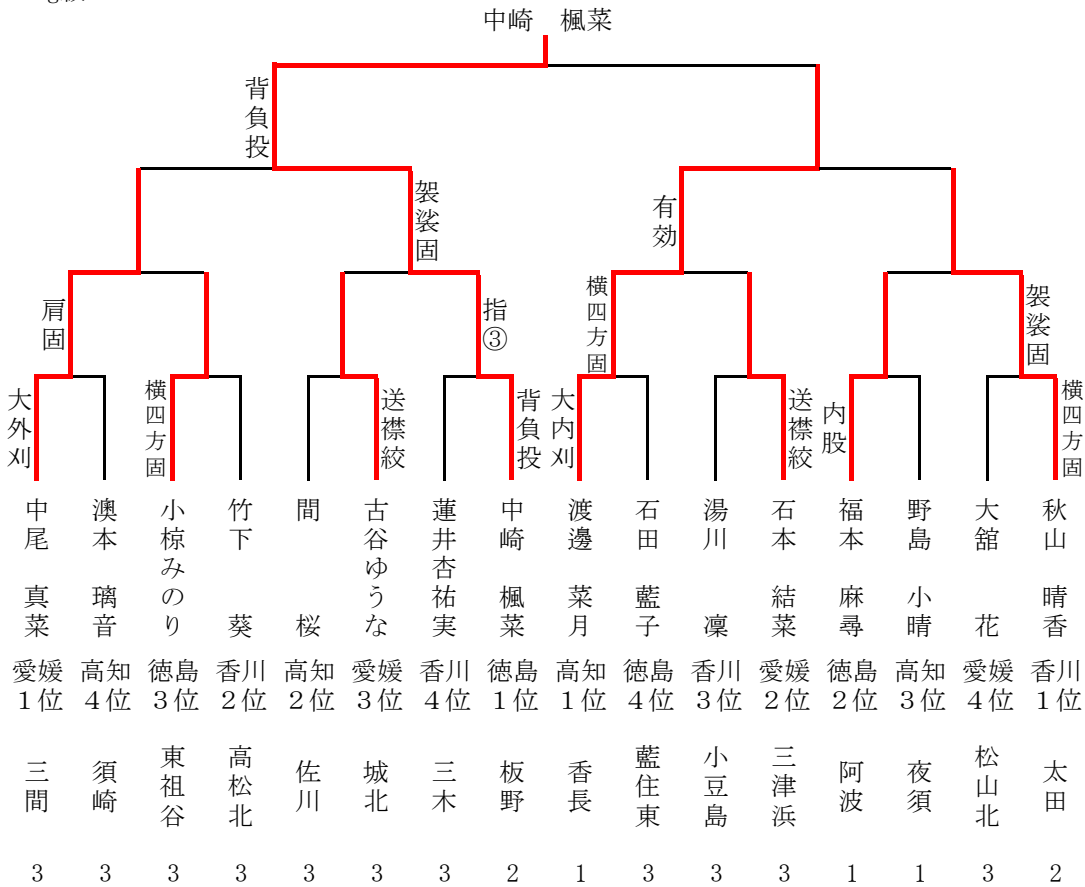 中崎　楓菜
背負投
袈裟固
有効
肩固
指③
横四方固
袈裟固
大外刈
横四方固
送襟絞
背負投
大内刈
送襟絞
内股
横四方固
中尾　真菜
澳本　璃音
小椋みのり
竹下　葵
間　桜
古谷ゆうな
蓮井杏祐実
中崎　楓菜
渡邊　菜月
石田　藍子
湯川　凜
石本　結菜
福本　麻尋
野島　小晴
大舘　花
秋山　晴香
愛媛 高知 徳島 香川 高知 愛媛 香川 徳島 高知 徳島 香川 愛媛 徳島 高知 愛媛 香川
１位 ４位 ３位 ２位 ２位 ３位 ４位 １位 １位 ４位 ３位 ２位 ２位 ３位 ４位 １位
三間
須崎
東祖谷
高松北
佐川
城北
三木
板野
香長
藍住東
小豆島
三津浜
阿波
夜須
松山北
太田
3 3 3 3 3 3 3 2 1 3 3 3 1 1 3 2